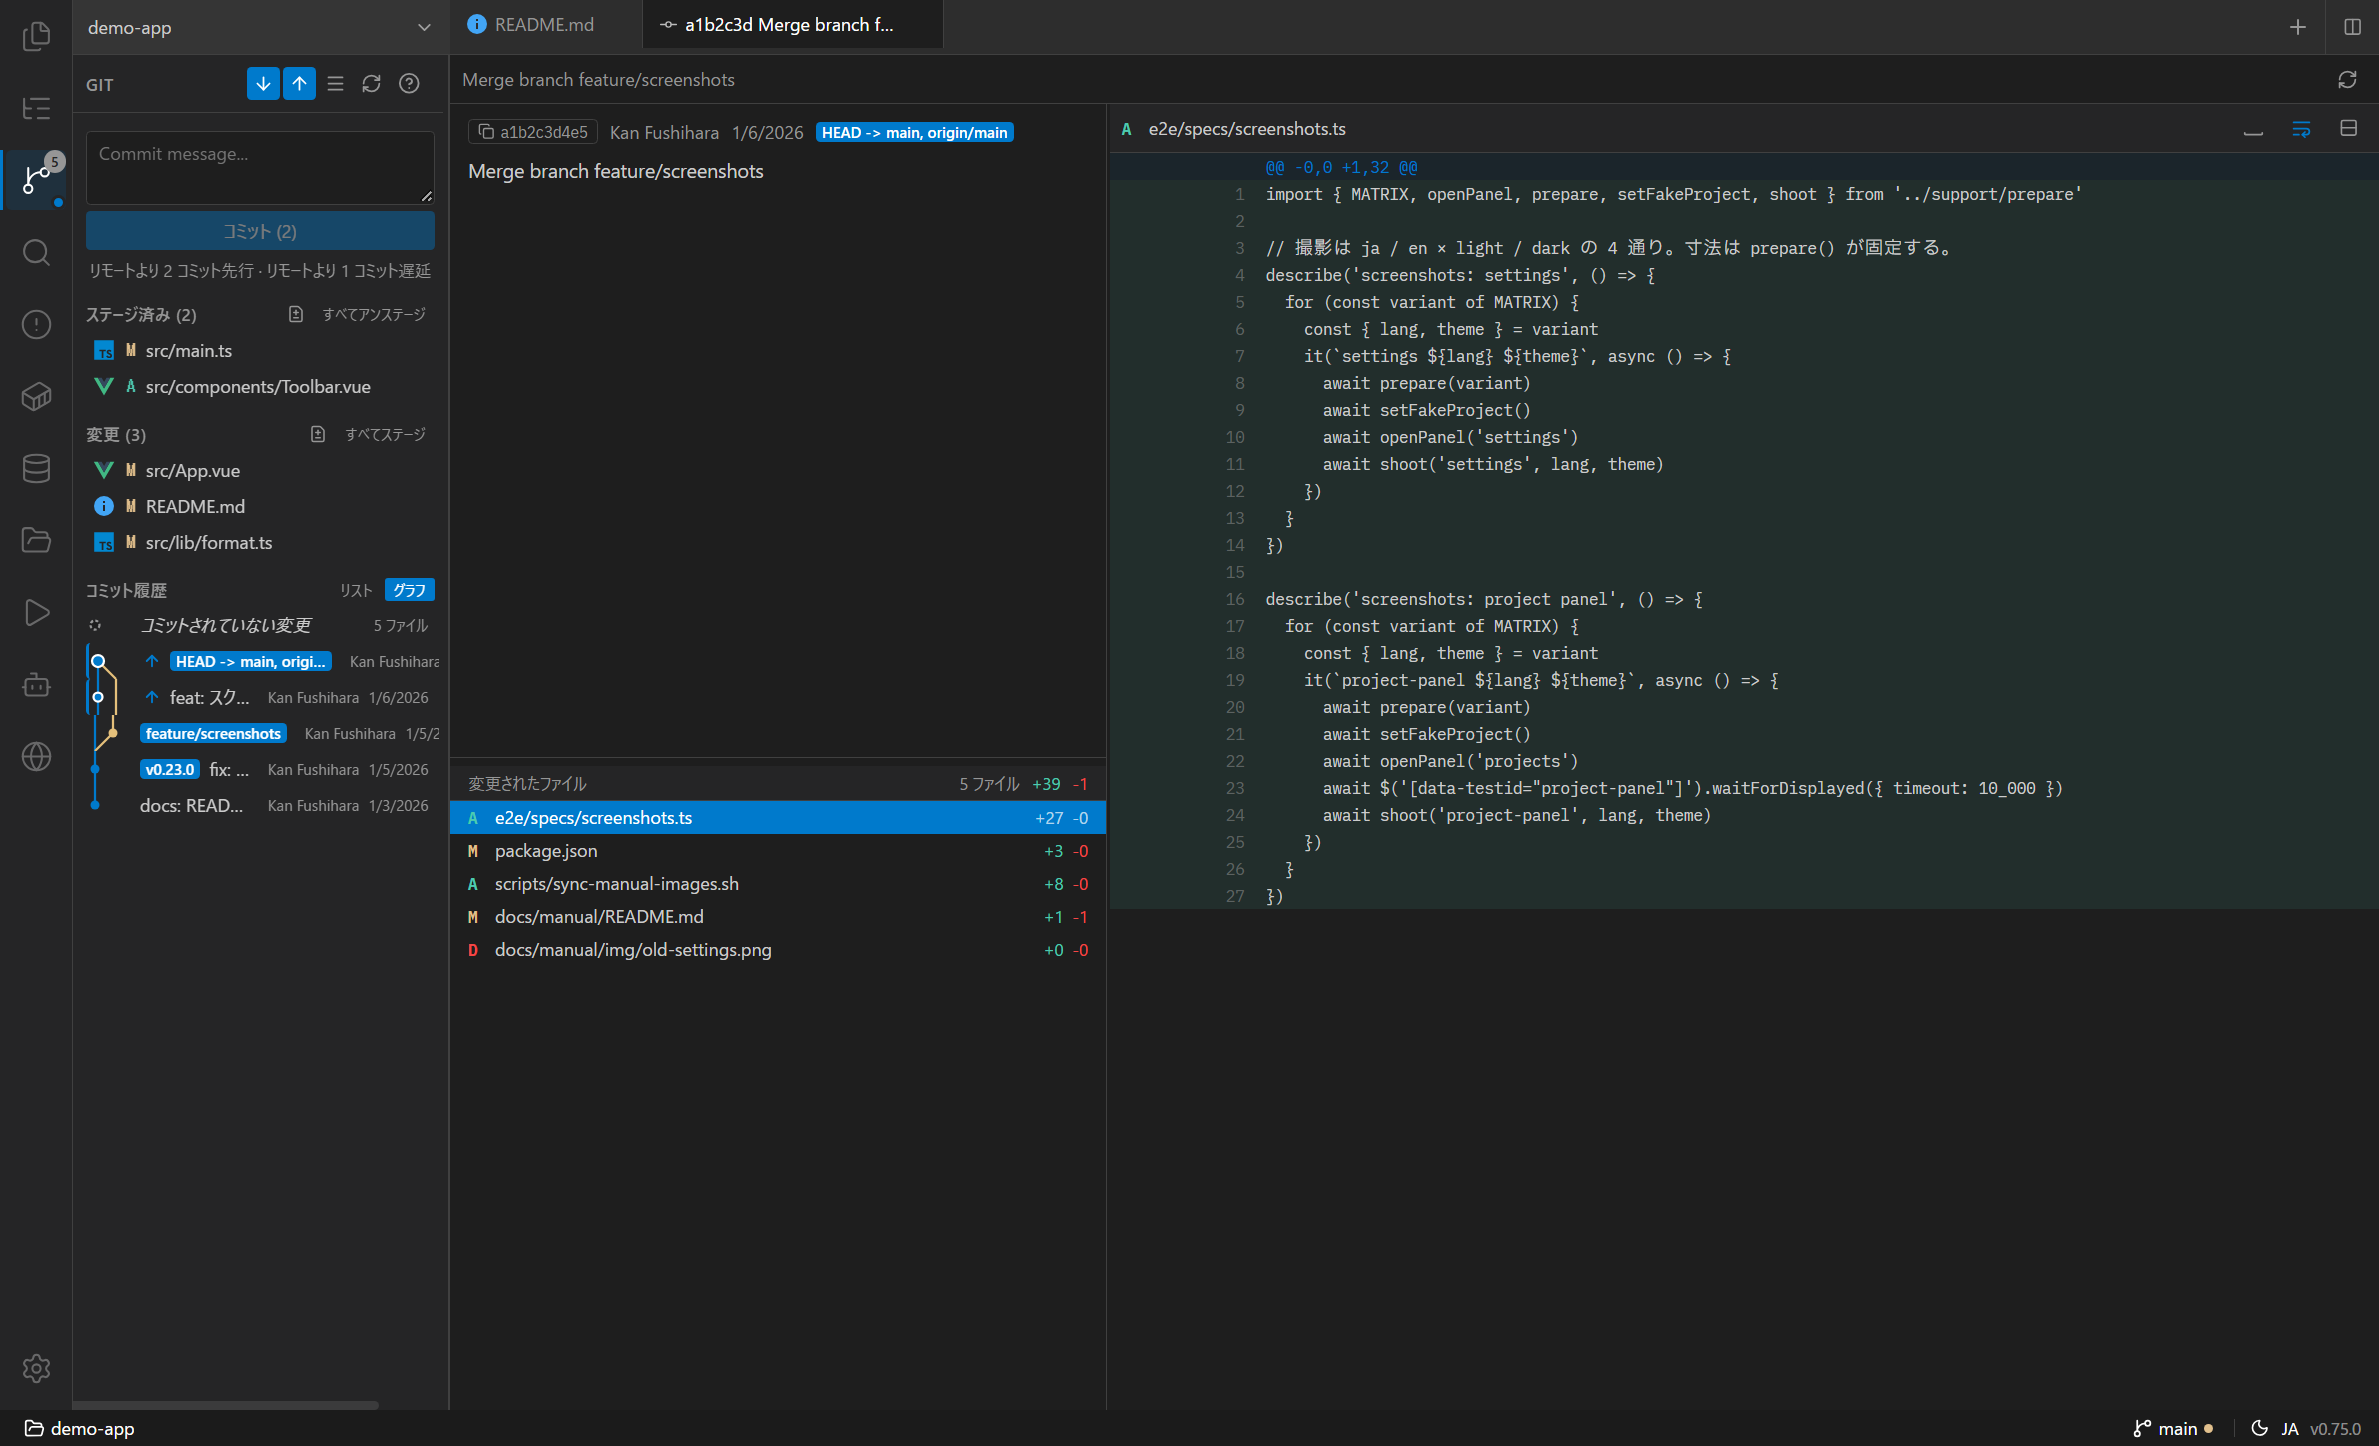 demo-app
README.md
a1b2c3d Merge branch f...
GIT
Merge branch feature/screenshots
5
Commit message...
コミット (2)
リモートより 2 コミット先行 · リモートより 1 コミット遅延
ステージ済み (2)
すべてアンステージ
M src/main.ts
A src/components/Toolbar.vue
変更 (3)
すべてステージ
M src/App.vue
M README.md
M src/lib/format.ts
コミット履歴
リスト
グラフ
コミットされていない変更 5 ファイル
HEAD -> main, origi... Kan Fushihara
feat: スク... Kan Fushihara 1/6/2026
feature/screenshots Kan Fushihara 1/5/2
v0.23.0 fix: ... Kan Fushihara 1/5/2026
docs: READ... Kan Fushihara 1/3/2026
a1b2c3d4e5 Kan Fushihara 1/6/2026 HEAD -> main, origin/main
Merge branch feature/screenshots
変更されたファイル 5 ファイル +39 -1
A e2e/specs/screenshots.ts +27 -0
M package.json +3 -0
A scripts/sync-manual-images.sh +8 -0
M docs/manual/README.md +1 -1
D docs/manual/img/old-settings.png +0 -0
A e2e/specs/screenshots.ts
@@ -0,0 +1,32 @@
1 import { MATRIX, openPanel, prepare, setFakeProject, shoot } from '../support/prepare'
2
3 // 撮影は ja / en × light / dark の 4 通り。寸法は prepare() が固定する。
4 describe('screenshots: settings', () => {
5 for (const variant of MATRIX) {
6 const { lang, theme } = variant
7 it(`settings ${lang} ${theme}`, async () => {
8 await prepare(variant)
9 await setFakeProject()
10 await openPanel('settings')
11 await shoot('settings', lang, theme)
12 })
13 }
14 })
15
16 describe('screenshots: project panel', () => {
17 for (const variant of MATRIX) {
18 const { lang, theme } = variant
19 it(`project-panel ${lang} ${theme}`, async () => {
20 await prepare(variant)
21 await setFakeProject()
22 await openPanel('projects')
23 await $('[data-testid="project-panel"]').waitForDisplayed({ timeout: 10_000 })
24 await shoot('project-panel', lang, theme)
25 })
26 }
27 })
demo-app
main
JA v0.75.0